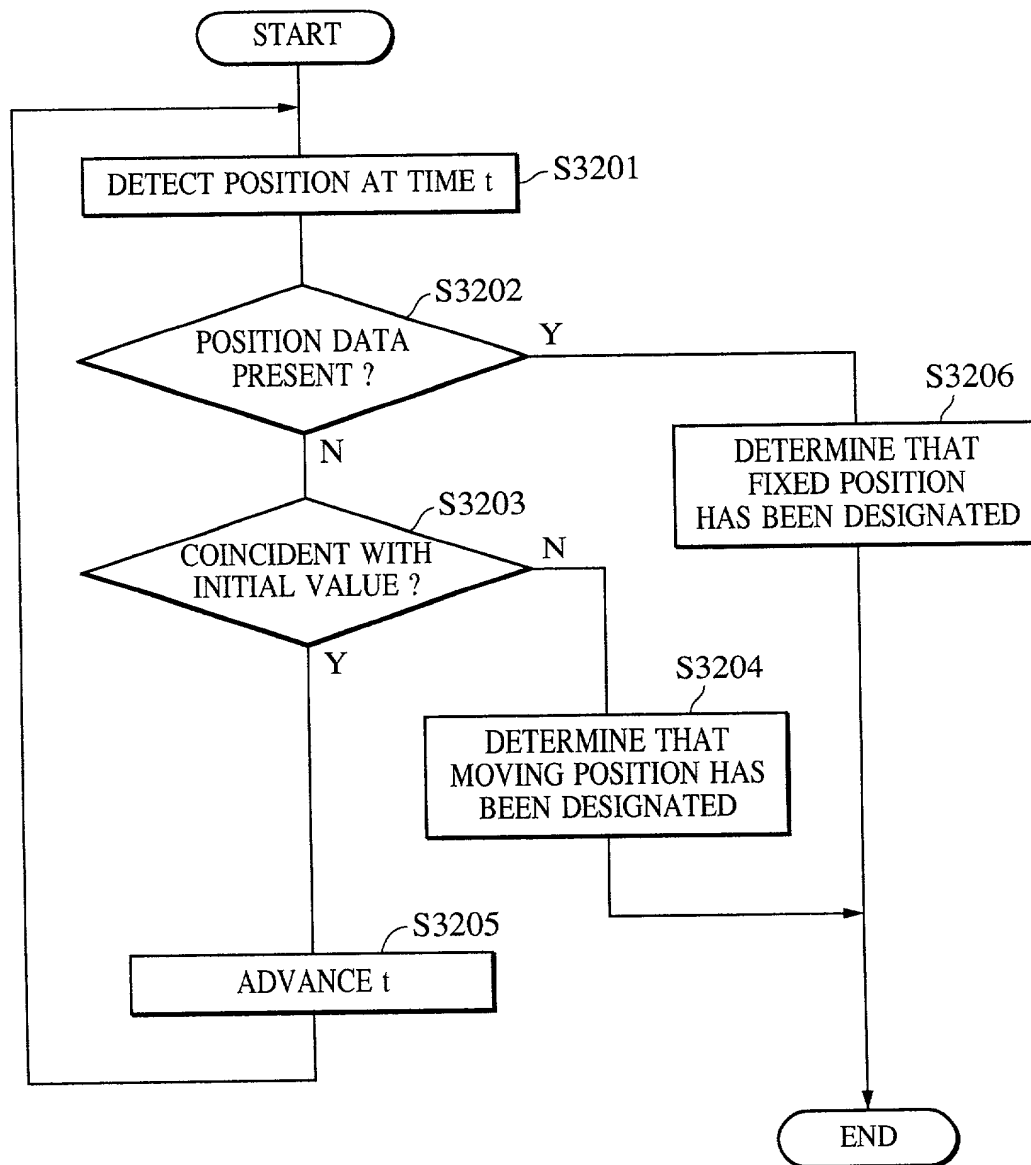 START
DETECT POSITION AT TIME t
S3201
S3202
POSITION DATA
PRESENT ?
Y
N
S3206
DETERMINE THAT
FIXED POSITION
HAS BEEN DESIGNATED
S3203
COINCIDENT WITH
INITIAL VALUE ?
N
Y
S3204
DETERMINE THAT
MOVING POSITION HAS
BEEN DESIGNATED
S3205
ADVANCE t
END